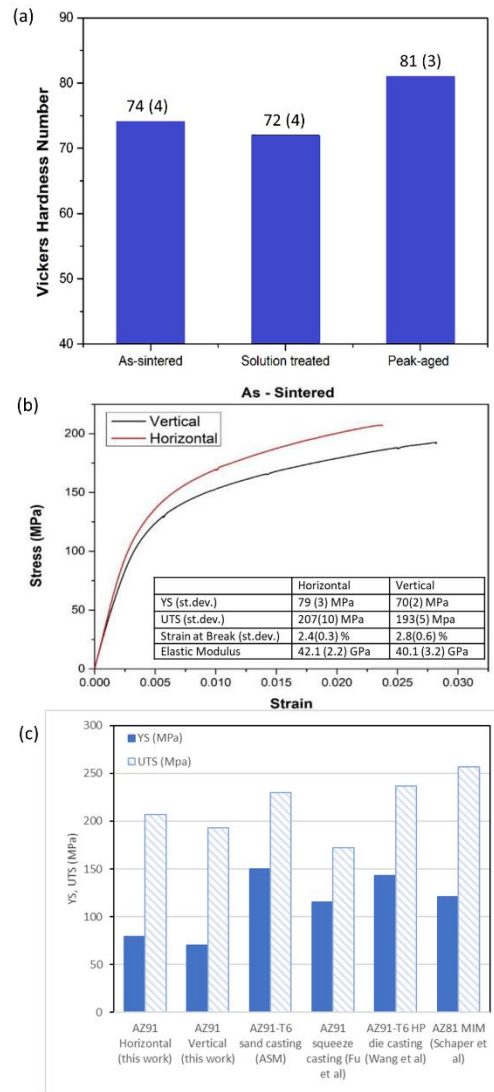 (a)
Vickers Hardness Number
90
80
70
60
50
40
74 (4)
72 (4)
81 (3)
As-sintered
Solution treated
Peak-aged
(b)
As - Sintered
Vertical
Horizontal
Stress (MPa)
200
150
100
50
0
Horizontal Vertical
YS (st.dev.) 79 (3) MPa 70(2) MPa
UTS (st.dev.) 207(10) MPa 193(5) Mpa
Strain at Break (st.dev.) 2.4(0.3) % 2.8(0.6) %
Elastic Modulus 42.1 (2.2) GPa 40.1 (3.2) GPa
0.000 0.005 0.010 0.015 0.020 0.025 0.030
Strain
(c)
YS (MPa)
UTS (Mpa)
YS, UTS (MPa)
300
250
200
150
100
50
0
AZ91
Horizontal
(this work)
AZ91
Vertical
(this work)
AZ91-T6
sand casting
(ASM)
AZ91
squeeze
casting (Fu
et al)
AZ91-T6 HP
die casting
(Wang et al)
AZ81 MIM
(Schaper et
al)